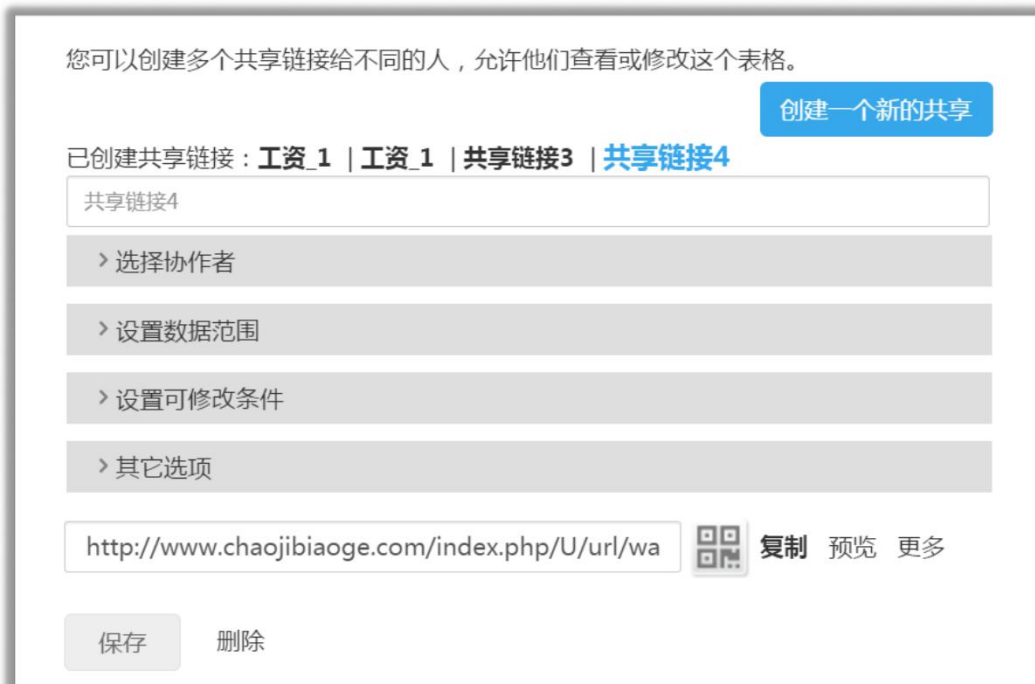 您可以创建多个共享链接给不同的人，允许他们查看或修改这个表格。
创建一个新的共享
已创建共享链接：工资_1 | 工资_1 | 共享链接3 | 共享链接4
共享链接4
> 选择协作者
> 设置数据范围
> 设置可修改条件
> 其它选项
http://www.chaojibiaoge.com/index.php/U/url/wa 复制 预览 更多
保存 删除